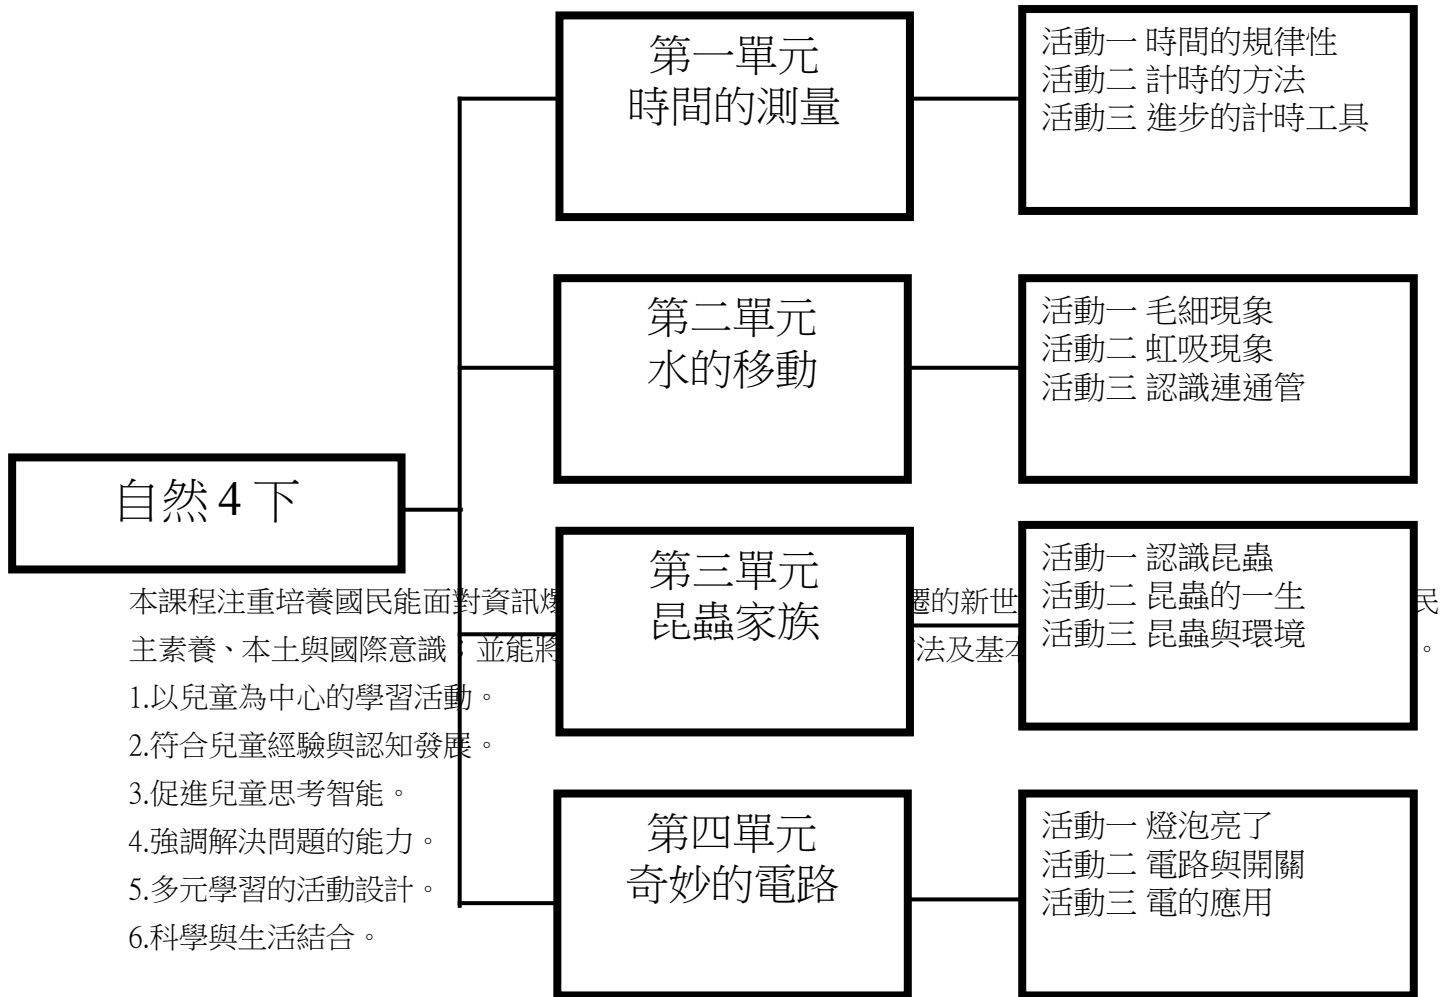 自然4下
第一單元
時間的測量
活動一 時間的規律性
活動二 計時的方法
活動三 進步的計時工具
第二單元
水的移動
活動一 毛細現象
活動二 虹吸現象
活動三 認識連通管
第三單元
昆蟲家族
活動一 認識昆蟲
活動二 昆蟲的一生
活動三 昆蟲與環境
第四單元
奇妙的電路
活動一 燈泡亮了
活動二 電路與開關
活動三 電的應用
本課程注重培養國民能面對資訊 的新世 民
主素養、本土與國際意識;並能將 法及基本 。
1.以兒童為中心的學習活動。
2.符合兒童經驗與認知發展。
3.促進兒童思考智能。
4.強調解決問題的能力。
5.多元學習的活動設計。
6.科學與生活結合。